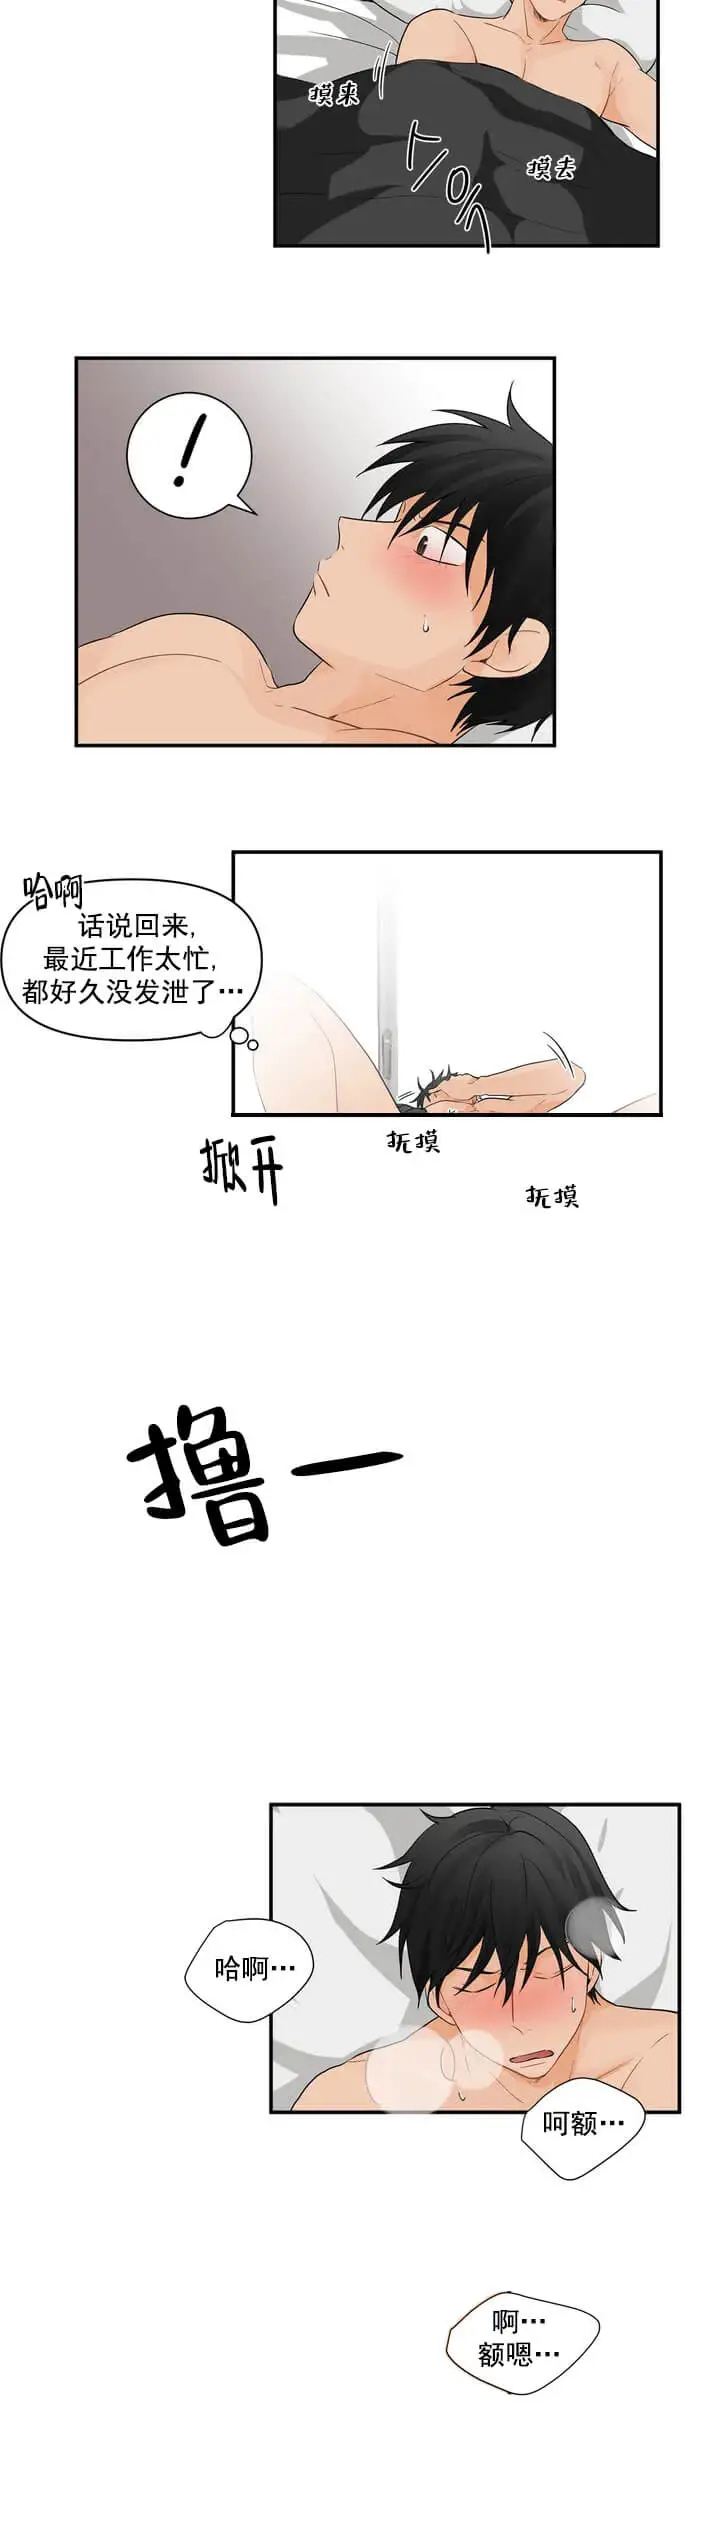 摸来
摸去
!
哈啊
话说回来,
最近工作太忙,
都好久没发泄了…
抚摸
掀开
抚摸
撸一
哈啊…
呵额…
啊…
额嗯…